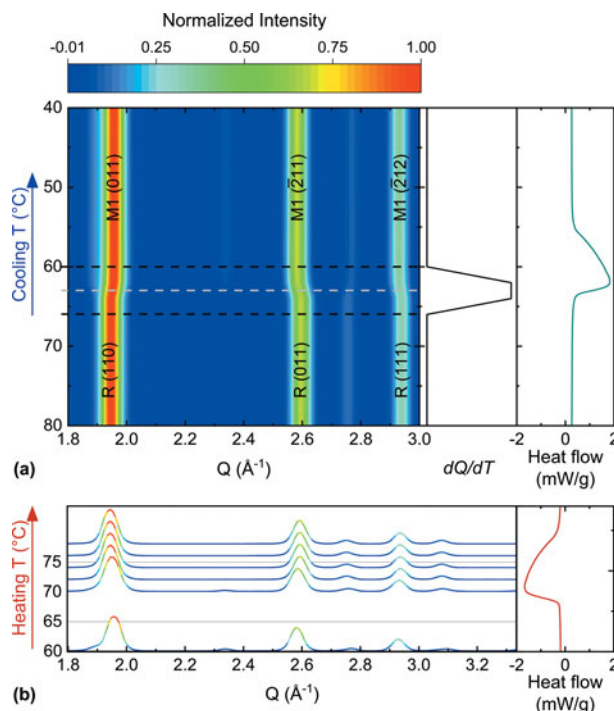 Normalized Intensity
-0.01 0.25 0.50 0.75 1.00
40
50
60
70
80
Cooling T (°C)
M1 (011)
M1 (2̄11)
M1 (2̄12)
R (110)
R (011)
R (111)
1.8 2.0 2.2 2.4 2.6 2.8 3.0 -2 0 2
(a)
Q (Å⁻¹)
dQ/dT
Heat flow
(mW/g)
Heating T (°C)
75
70
65
60
1.8 2.0 2.2 2.4 2.6 2.8 3.0 3.2 -2 0 2
(b)
Q (Å⁻¹)
Heat flow
(mW/g)